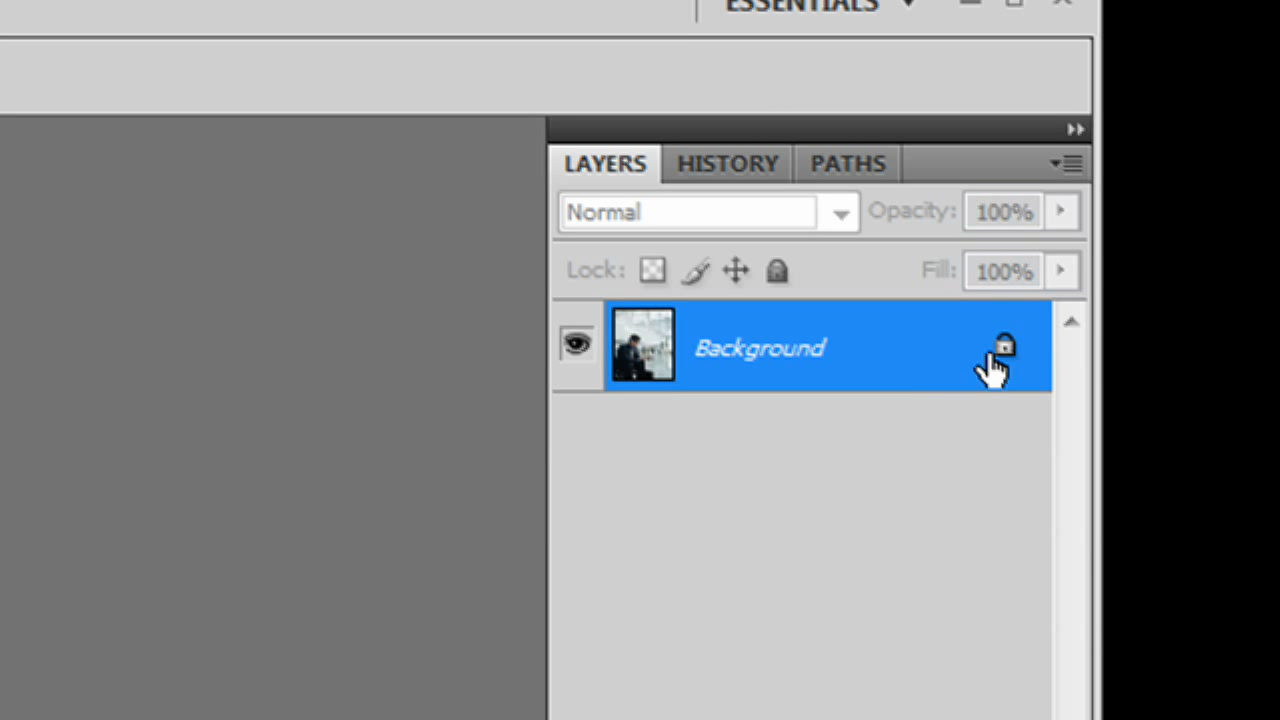 ESSENTIALS
LAYERS HISTORY PATHS
Normal Opacity: 100%
Lock: Fill: 100%
Background